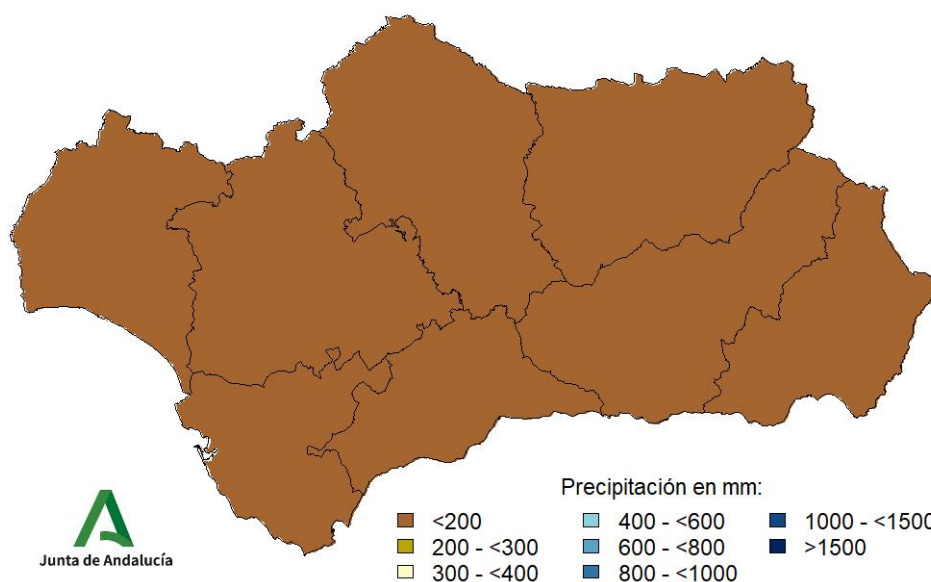 Precipitación en mm:
<200
400 - <600
1000 - <1500
200 - <300
600 - <800
>1500
300 - <400
800 - <1000
Junta de Andalucía